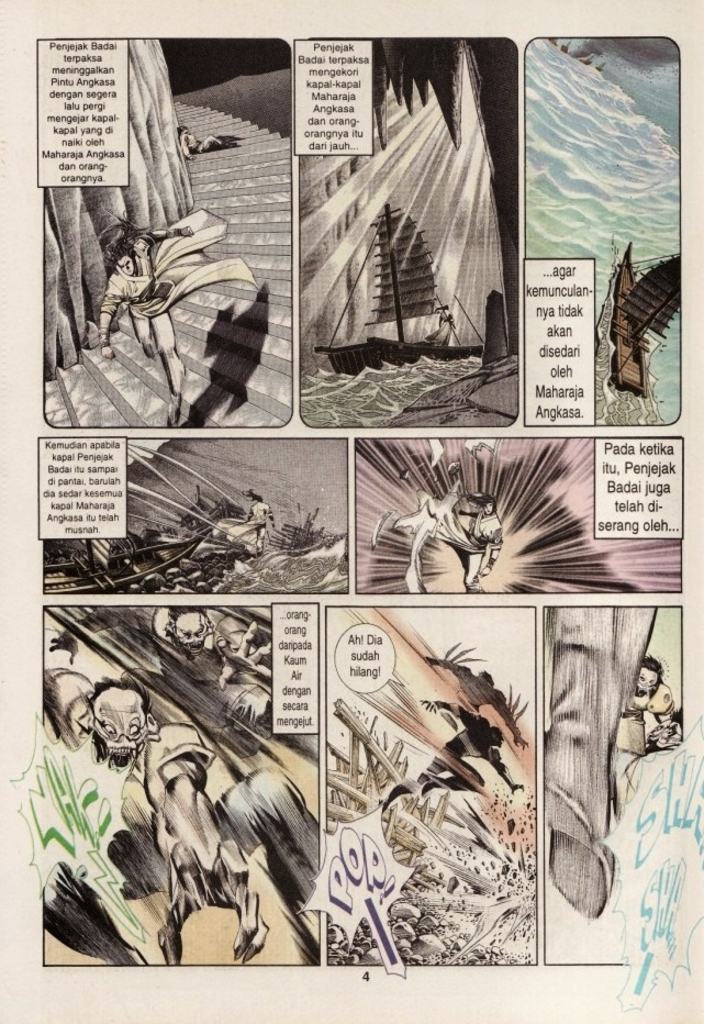 Penjejak Badai
terpaksa
meninggalkan
Pintu Angkasa
dengan segera
lalu pergi
mengejar kapal-
kapal yang di
naiki oleh
Maharaja Angkasa
dan orang-
orangnya.
Penjejak
Badai terpaksa
mengekori
kapal-kapal
Maharaja
Angkasa
dan orang-
orangnya itu
dari jauh...
...agar
kemunculan-
nya tidak
akan
disedari
oleh
Maharaja
Angkasa.
Kemudian apabila
kapal Penjejak
Badai itu sampai
di pantai, barulah
dia sedar kesemua
kapal Maharaja
Angkasa itu telah
musnah.
Pada ketika
itu, Penjejak
Badai juga
telah di-
serang oleh...
...orang-
orang
daripada
Kaum
Air
dengan
secara
mengejut.
Ah! Dia
sudah
hilang!
POP!
4